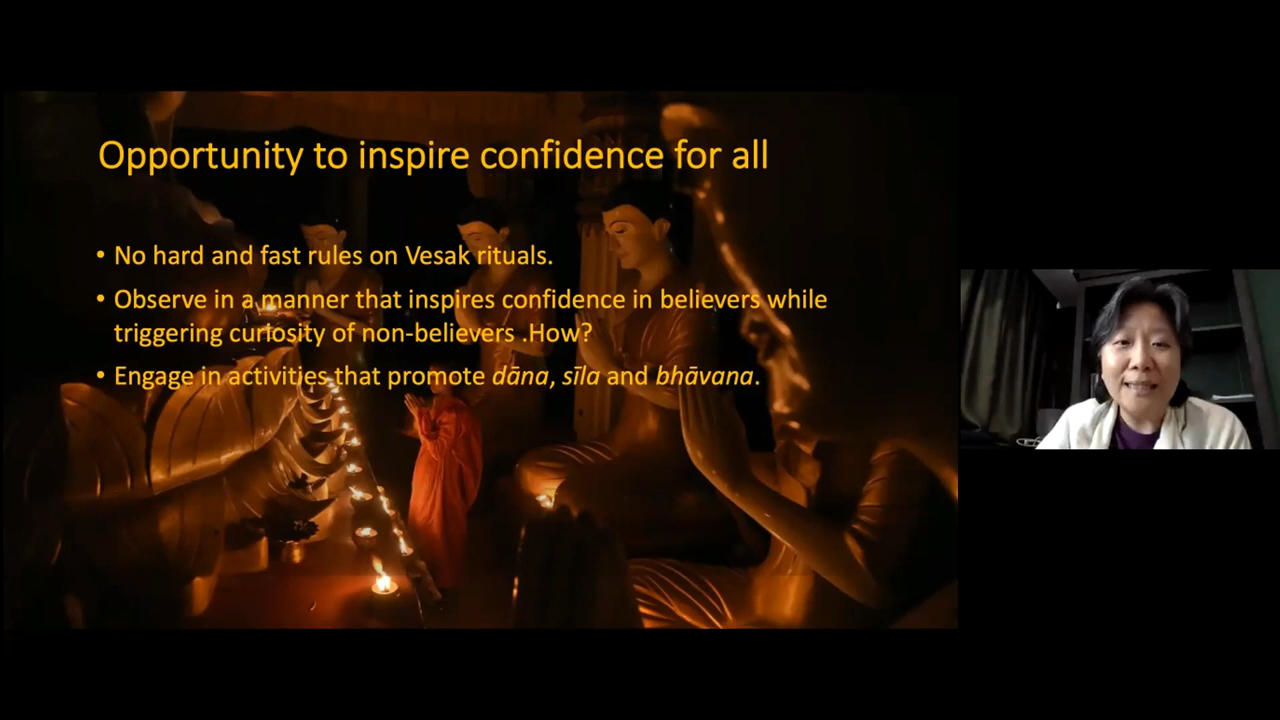 Opportunity to inspire confidence for all
• No hard and fast rules on Vesak rituals.
• Observe in a manner that inspires confidence in believers while
triggering curiosity of non-believers .How?
• Engage in activities that promote dāna, sīla and bhāvana.